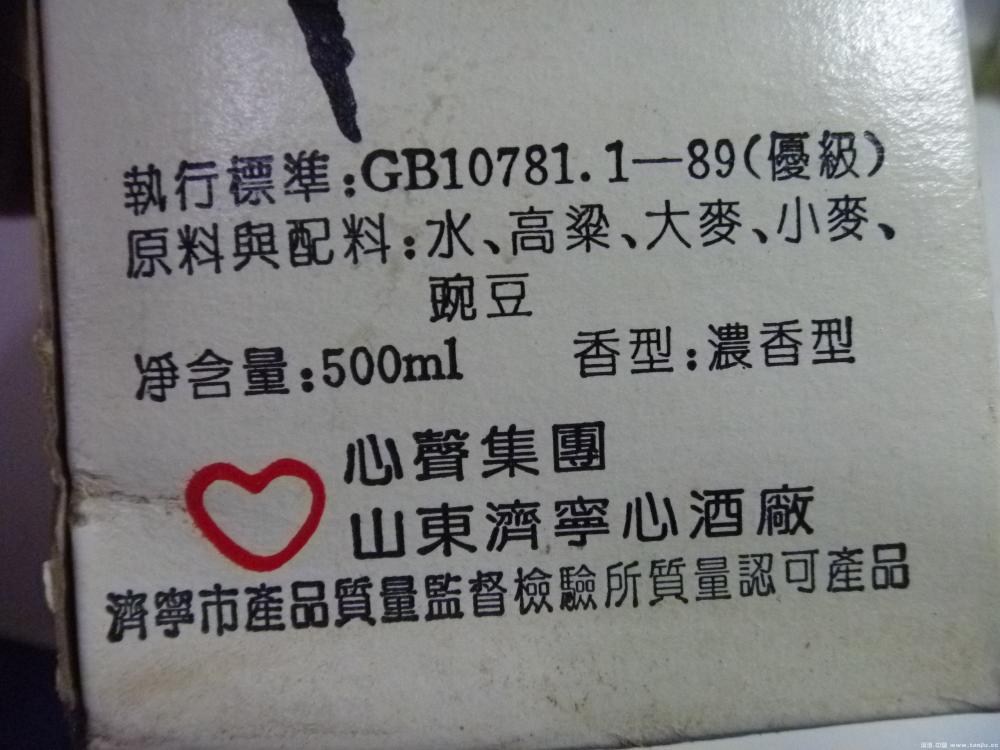 執行標準:GB10781.1—89(優級)
原料與配料:水、高粱、大麥、小麥、
豌豆
凈含量:500ml 香型:濃香型
心聲集團
山東濟寧心酒廠
濟寧市產品質量監督檢驗所質量認可產品